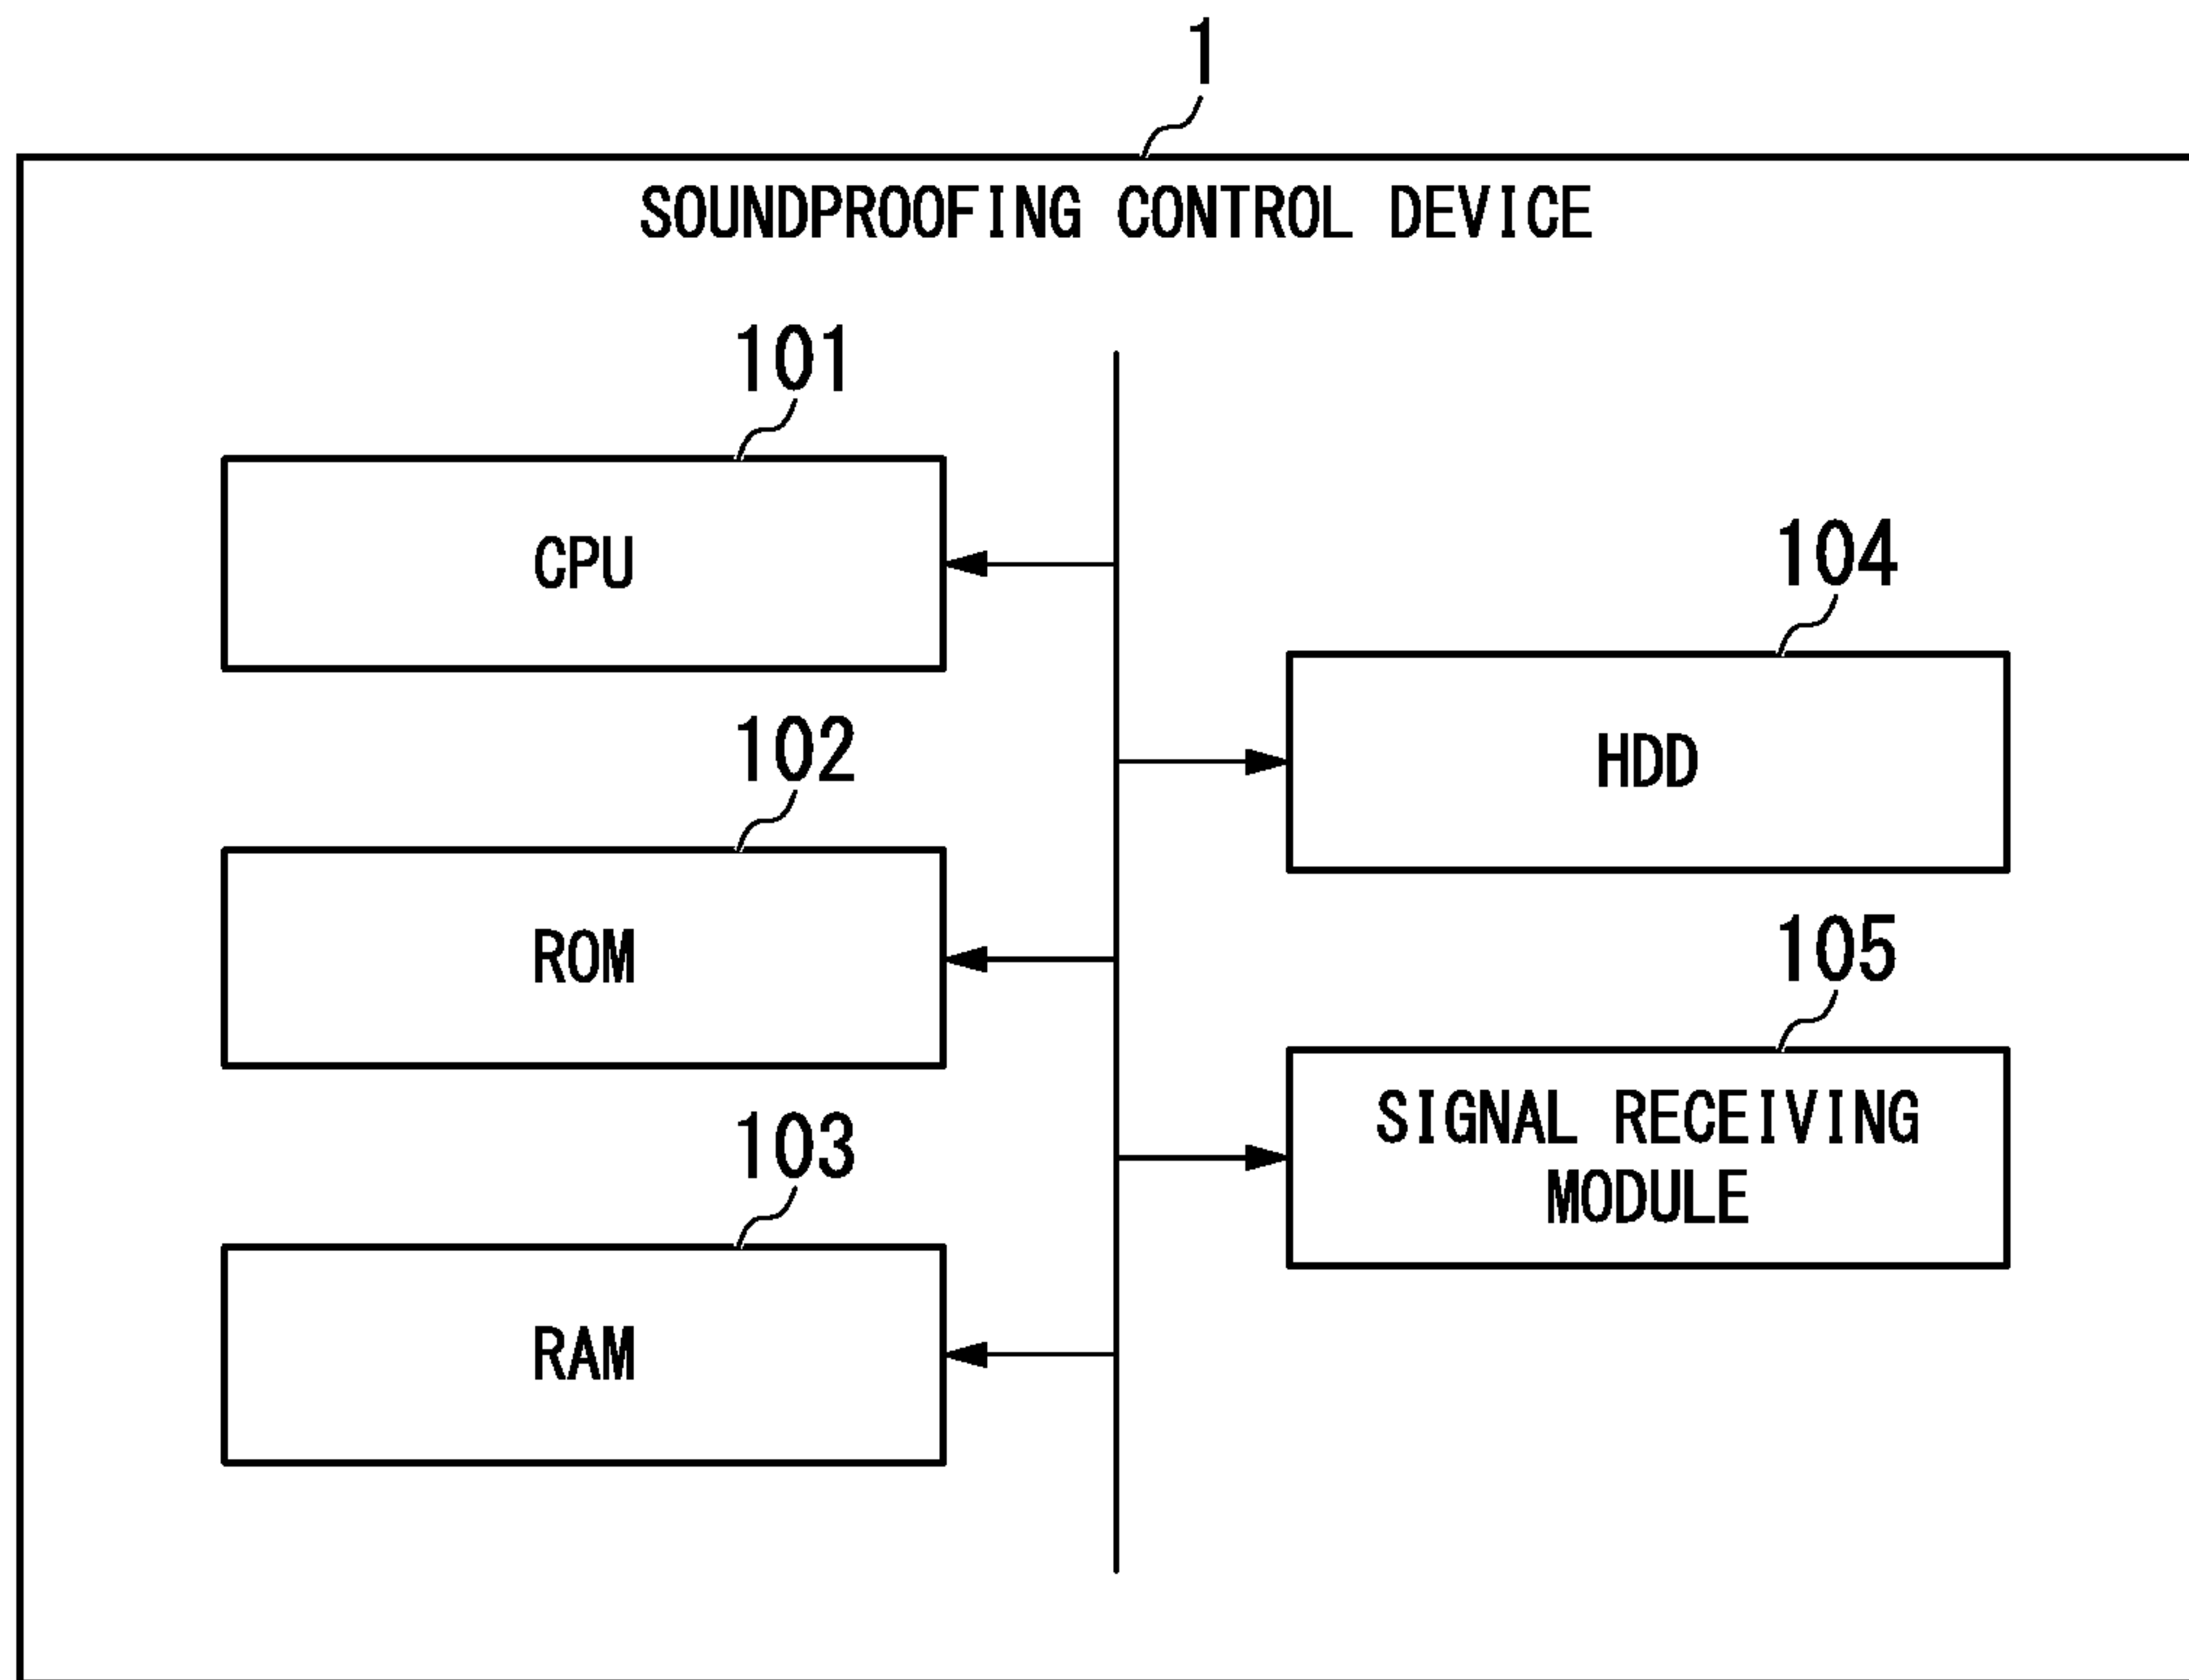 1
SOUNDPROOFING CONTROL DEVICE
101
CPU
102
ROM
103
RAM
104
HDD
105
SIGNAL RECEIVING
MODULE